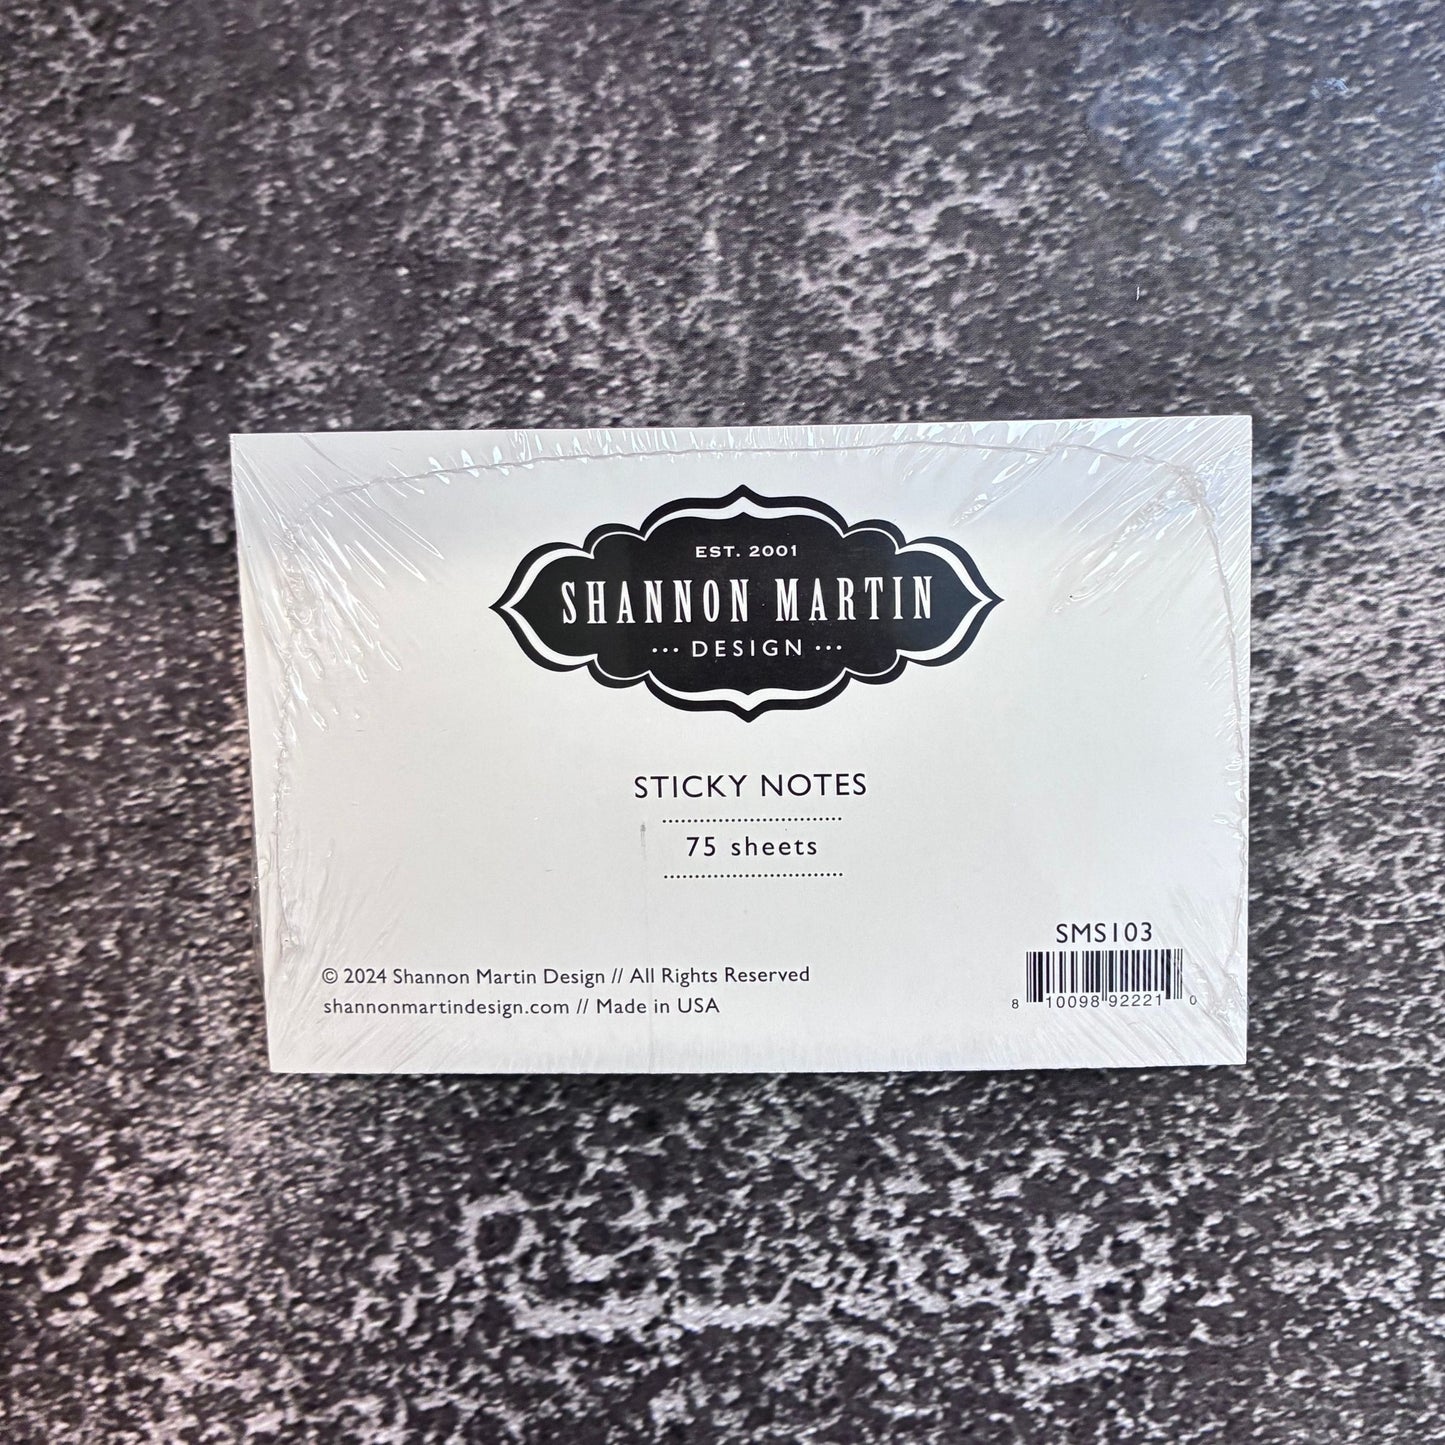 EST. 2001
SHANNON MARTIN
••• DESIGN •••
STICKY NOTES
75 sheets
SMS103
8 10098 92221 0
© 2024 Shannon Martin Design // All Rights Reserved
shannonmartindesign.com // Made in USA